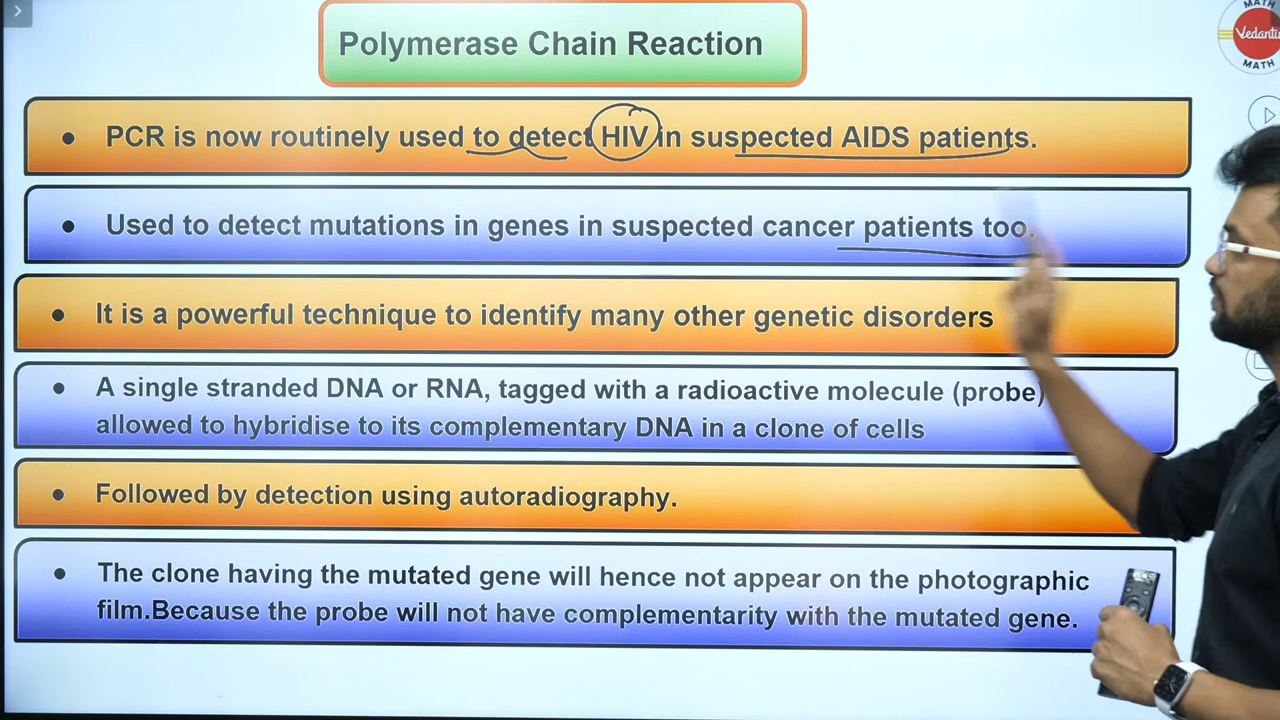 Polymerase Chain Reaction
MATH
Vedantu
MATH
• PCR is now routinely used to detect HIV in suspected AIDS patients.
• Used to detect mutations in genes in suspected cancer patients too.
• It is a powerful technique to identify many other genetic disorders
• A single stranded DNA or RNA, tagged with a radioactive molecule (probe)
allowed to hybridise to its complementary DNA in a clone of cells
• Followed by detection using autoradiography.
• The clone having the mutated gene will hence not appear on the photographic
film.Because the probe will not have complementarity with the mutated gene.